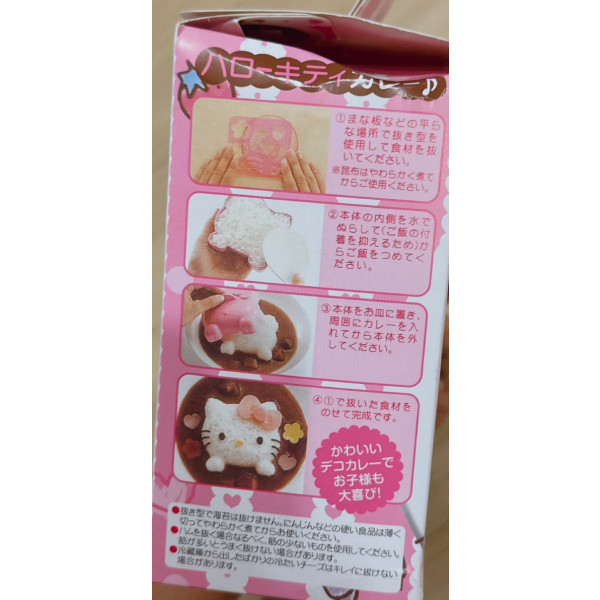 ハローキティカレー♪
①まな板などの平ら
な場所で抜き型を
使用して食材を抜
いてください。
※昆布はやわらかく煮て
からご使用ください。
②本体の内側を水で
ぬらして(ご飯の付
着を抑えるため)か
らご飯をつめてくだ
さい。
③本体をお皿に置き、
周囲にカレーを入
れてから本体を外
してください。
④①で抜いた食材を
のせて完成です。
かわいい
デコカレーで
お子様も
大喜び!
●抜き型で海苔は抜けません。にんじんなどの硬い食品は薄く
切ってやわらかく煮てからお使いください。
●ハムを抜く場合なるべく、筋の少ないものを使用してください。
筋が多いとうまく抜けない場合があります。
●冷蔵庫から出したばかりの冷たいチーズはキレイに抜けない
場合があります。